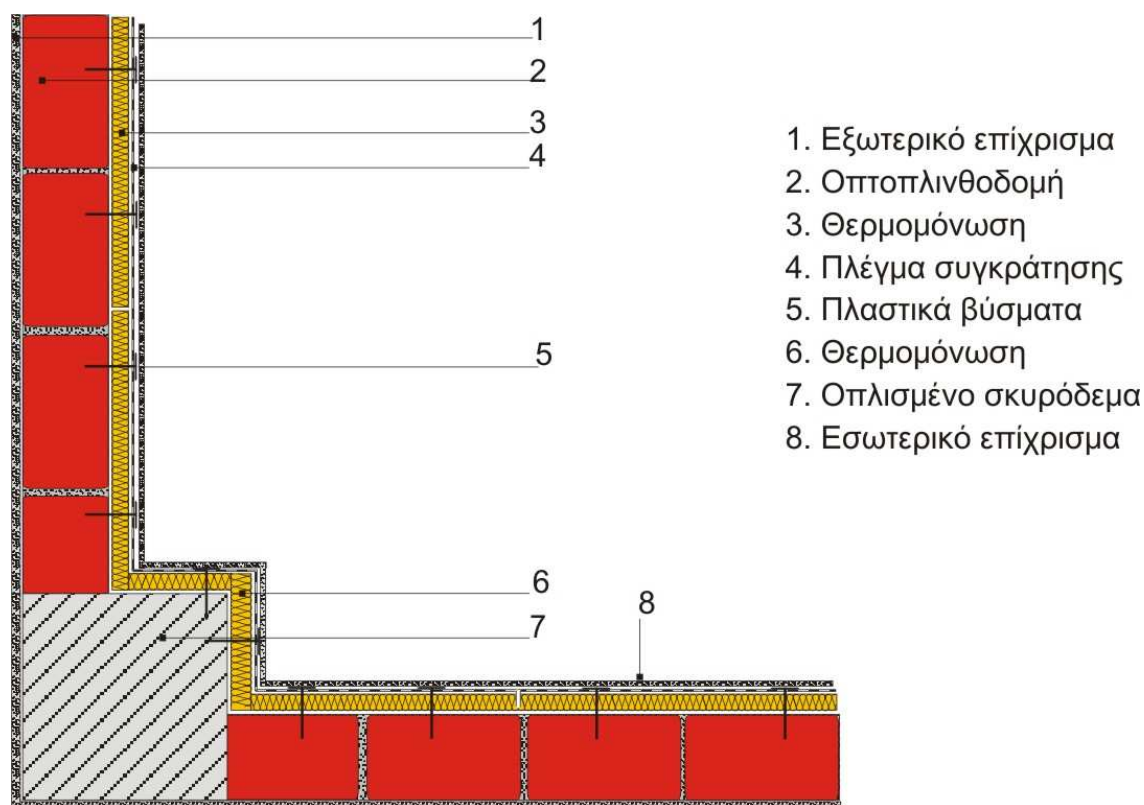 1
2
3
4
5
6
7
8
1. Εξωτερικό επίχρισμα
2. Οπτοπλινθοδομή
3. Θερμομόνωση
4. Πλέγμα συγκράτησης
5. Πλαστικά βύσματα
6. Θερμομόνωση
7. Οπλισμένο σκυρόδεμα
8. Εσωτερικό επίχρισμα